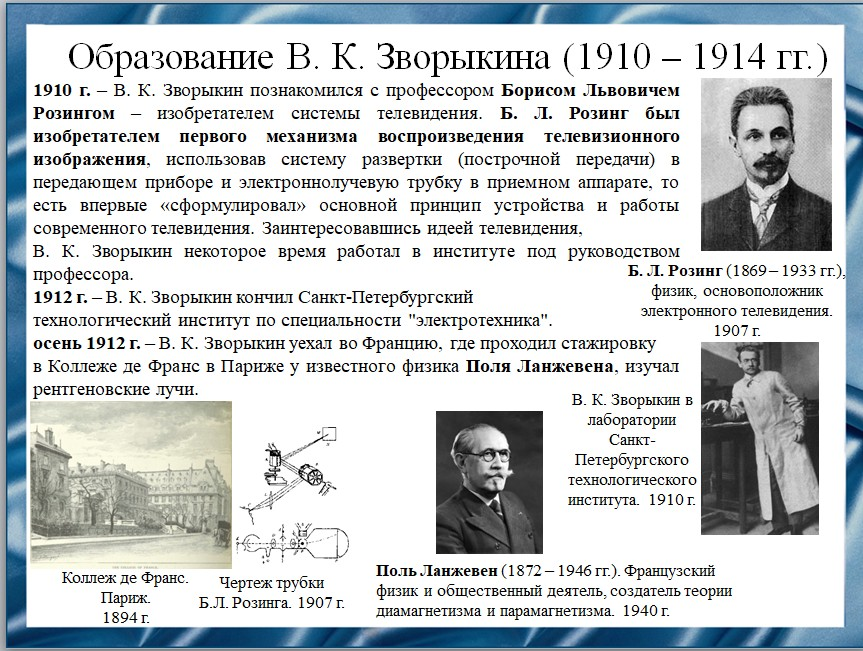 Образование В. К. Зворыкина (1910 – 1914 гг.)
1910 г. – В. К. Зворыкин познакомился с профессором Борисом Львовичем
Розингом – изобретателем системы телевидения. Б. Л. Розинг был
изобретателем первого механизма воспроизведения телевизионного
изображения, использовав систему развертки (построчной передачи) в
передающем приборе и электроннолучевую трубку в приемном аппарате, то
есть впервые «сформулировал» основной принцип устройства и работы
современного телевидения. Заинтересовавшись идеей телевидения,
В. К. Зворыкин некоторое время работал в институте под руководством
профессора.
1912 г. – В. К. Зворыкин кончил Санкт-Петербургский
технологический институт по специальности "электротехника".
осень 1912 г. – В. К. Зворыкин уехал во Францию, где проходил стажировку
в Коллеже де Франс в Париже у известного физика Поля Ланжевена, изучал
рентгеновские лучи.
Б. Л. Розинг (1869 – 1933 гг.),
физик, основоположник
электронного телевидения.
1907 г.
В. К. Зворыкин в
лаборатории
Санкт-
Петербургского
технологического
института. 1910 г.
Коллеж де Франс.
Париж.
1894 г.
Чертеж трубки
Б.Л. Розинга. 1907 г.
Поль Ланжевен (1872 – 1946 гг.). Французский
физик и общественный деятель, создатель теории
диамагнетизма и парамагнетизма. 1940 г.